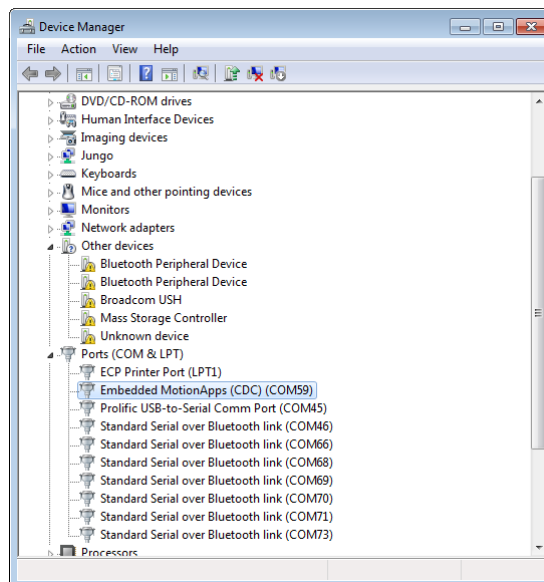 Device Manager
File Action View Help
DVD/CD-ROM drives
Human Interface Devices
Imaging devices
Jungo
Keyboards
Mice and other pointing devices
Monitors
Network adapters
Other devices
Bluetooth Peripheral Device
Bluetooth Peripheral Device
Broadcom USH
Mass Storage Controller
Unknown device
Ports (COM & LPT)
ECP Printer Port (LPT1)
Embedded MotionApps (CDC) (COM59)
Prolific USB-to-Serial Comm Port (COM45)
Standard Serial over Bluetooth link (COM46)
Standard Serial over Bluetooth link (COM66)
Standard Serial over Bluetooth link (COM68)
Standard Serial over Bluetooth link (COM69)
Standard Serial over Bluetooth link (COM70)
Standard Serial over Bluetooth link (COM71)
Standard Serial over Bluetooth link (COM73)
Processors